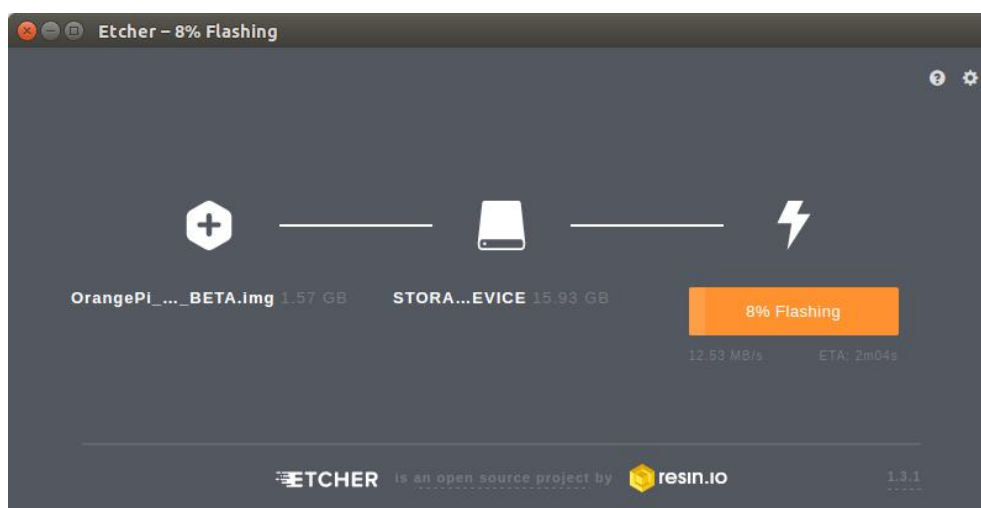 Etcher – 8% Flashing
OrangePi_..._BETA.img 1.57 GB
STORA...EVICE 15.93 GB
8% Flashing
12.53 MB/s ETA: 2m04s
ETCHER is an open source project by resin.io 1.3.1